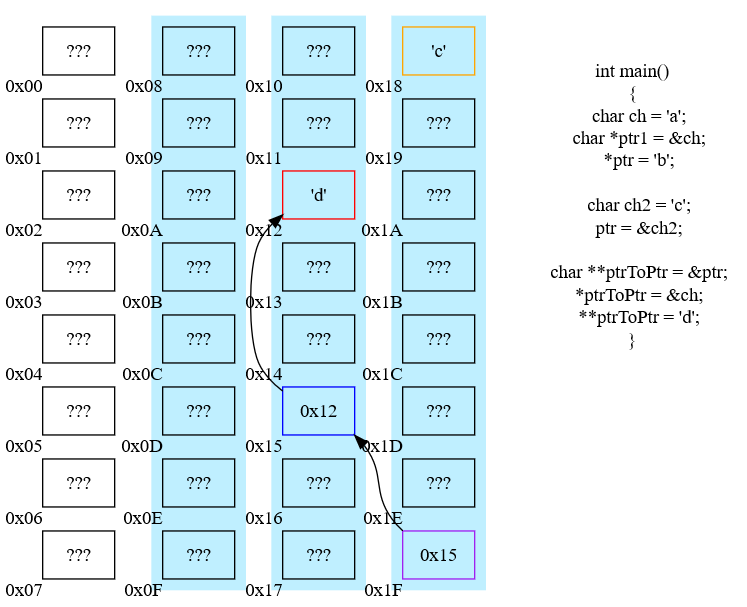 ??? ??? ??? 'c'
0x00 0x08 0x10 0x18
??? ??? ??? ???
0x01 0x09 0x11 0x19
??? ??? 'd' ???
0x02 0x0A 0x12 0x1A
??? ??? ??? ???
0x03 0x0B 0x13 0x1B
??? ??? ??? ???
0x04 0x0C 0x14 0x1C
??? ??? 0x12 ???
0x05 0x0D 0x15 0x1D
??? ??? ??? ???
0x06 0x0E 0x16 0x1E
??? ??? ??? 0x15
0x07 0x0F 0x17 0x1F
int main()
{
char ch = 'a';
char *ptr1 = &ch;
*ptr = 'b';
char ch2 = 'c';
ptr = &ch2;
char **ptrToPtr = &ptr;
*ptrToPtr = &ch;
**ptrToPtr = 'd';
}